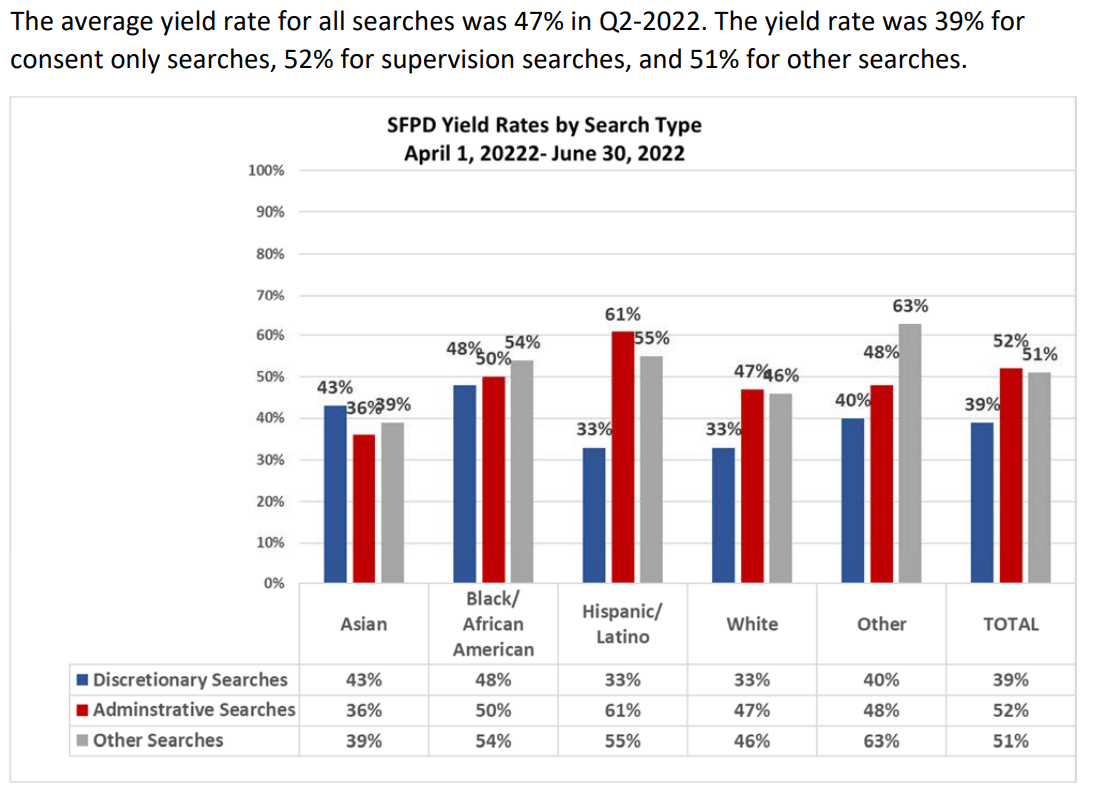 The average yield rate for all searches was 47% in Q2-2022. The yield rate was 39% for
consent only searches, 52% for supervision searches, and 51% for other searches.
SFPD Yield Rates by Search Type
April 1, 20222- June 30, 2022
100%
90%
80%
70%
60%
50%
40%
30%
20%
10%
0%
43% 36% 39%
48% 50% 54%
33% 61% 55%
33% 47% 46%
40% 48% 63%
39% 52% 51%
Asian
Black/
African
American
Hispanic/
Latino
White
Other
TOTAL
Discretionary Searches 43% 48% 33% 33% 40% 39%
Adminstrative Searches 36% 50% 61% 47% 48% 52%
Other Searches 39% 54% 55% 46% 63% 51%